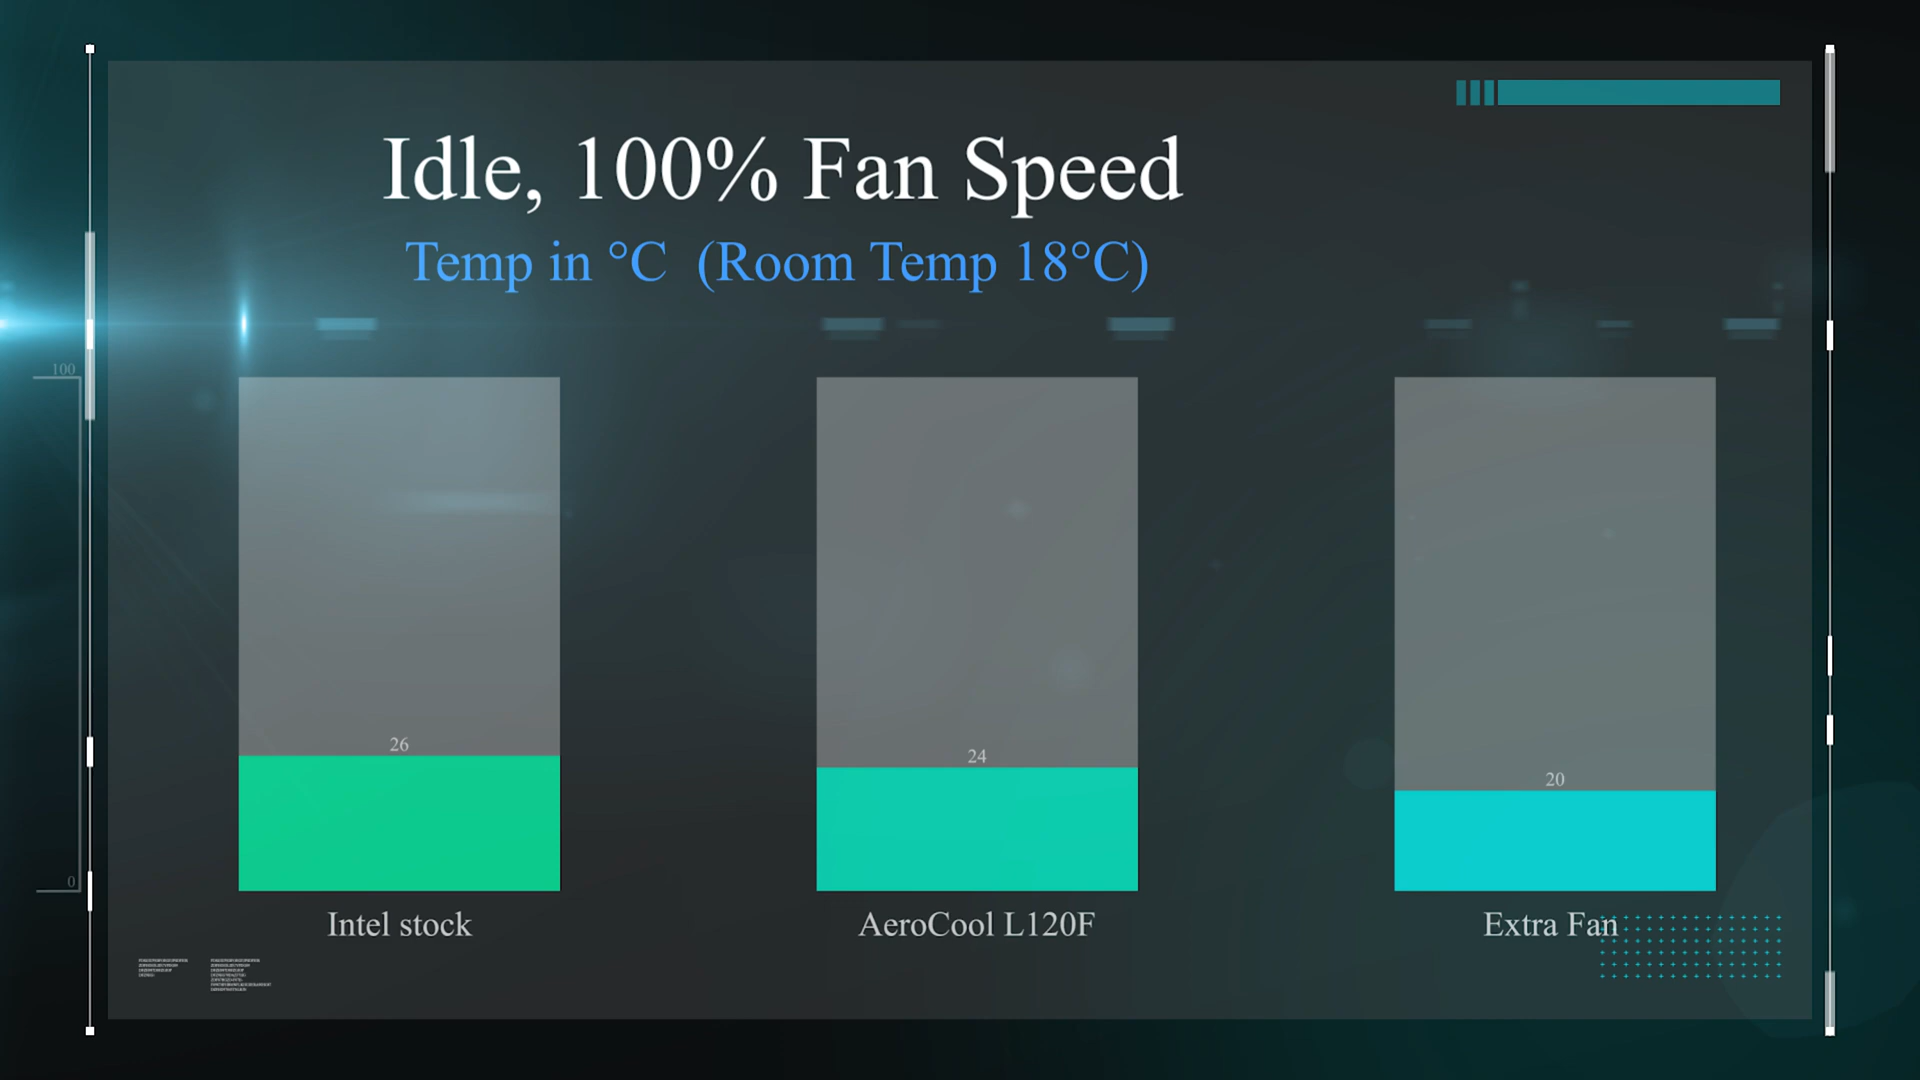 Idle, 100% Fan Speed
Temp in °C (Room Temp 18°C)
100
26
24
20
0
Intel stock
AeroCool L120F
Extra Fan